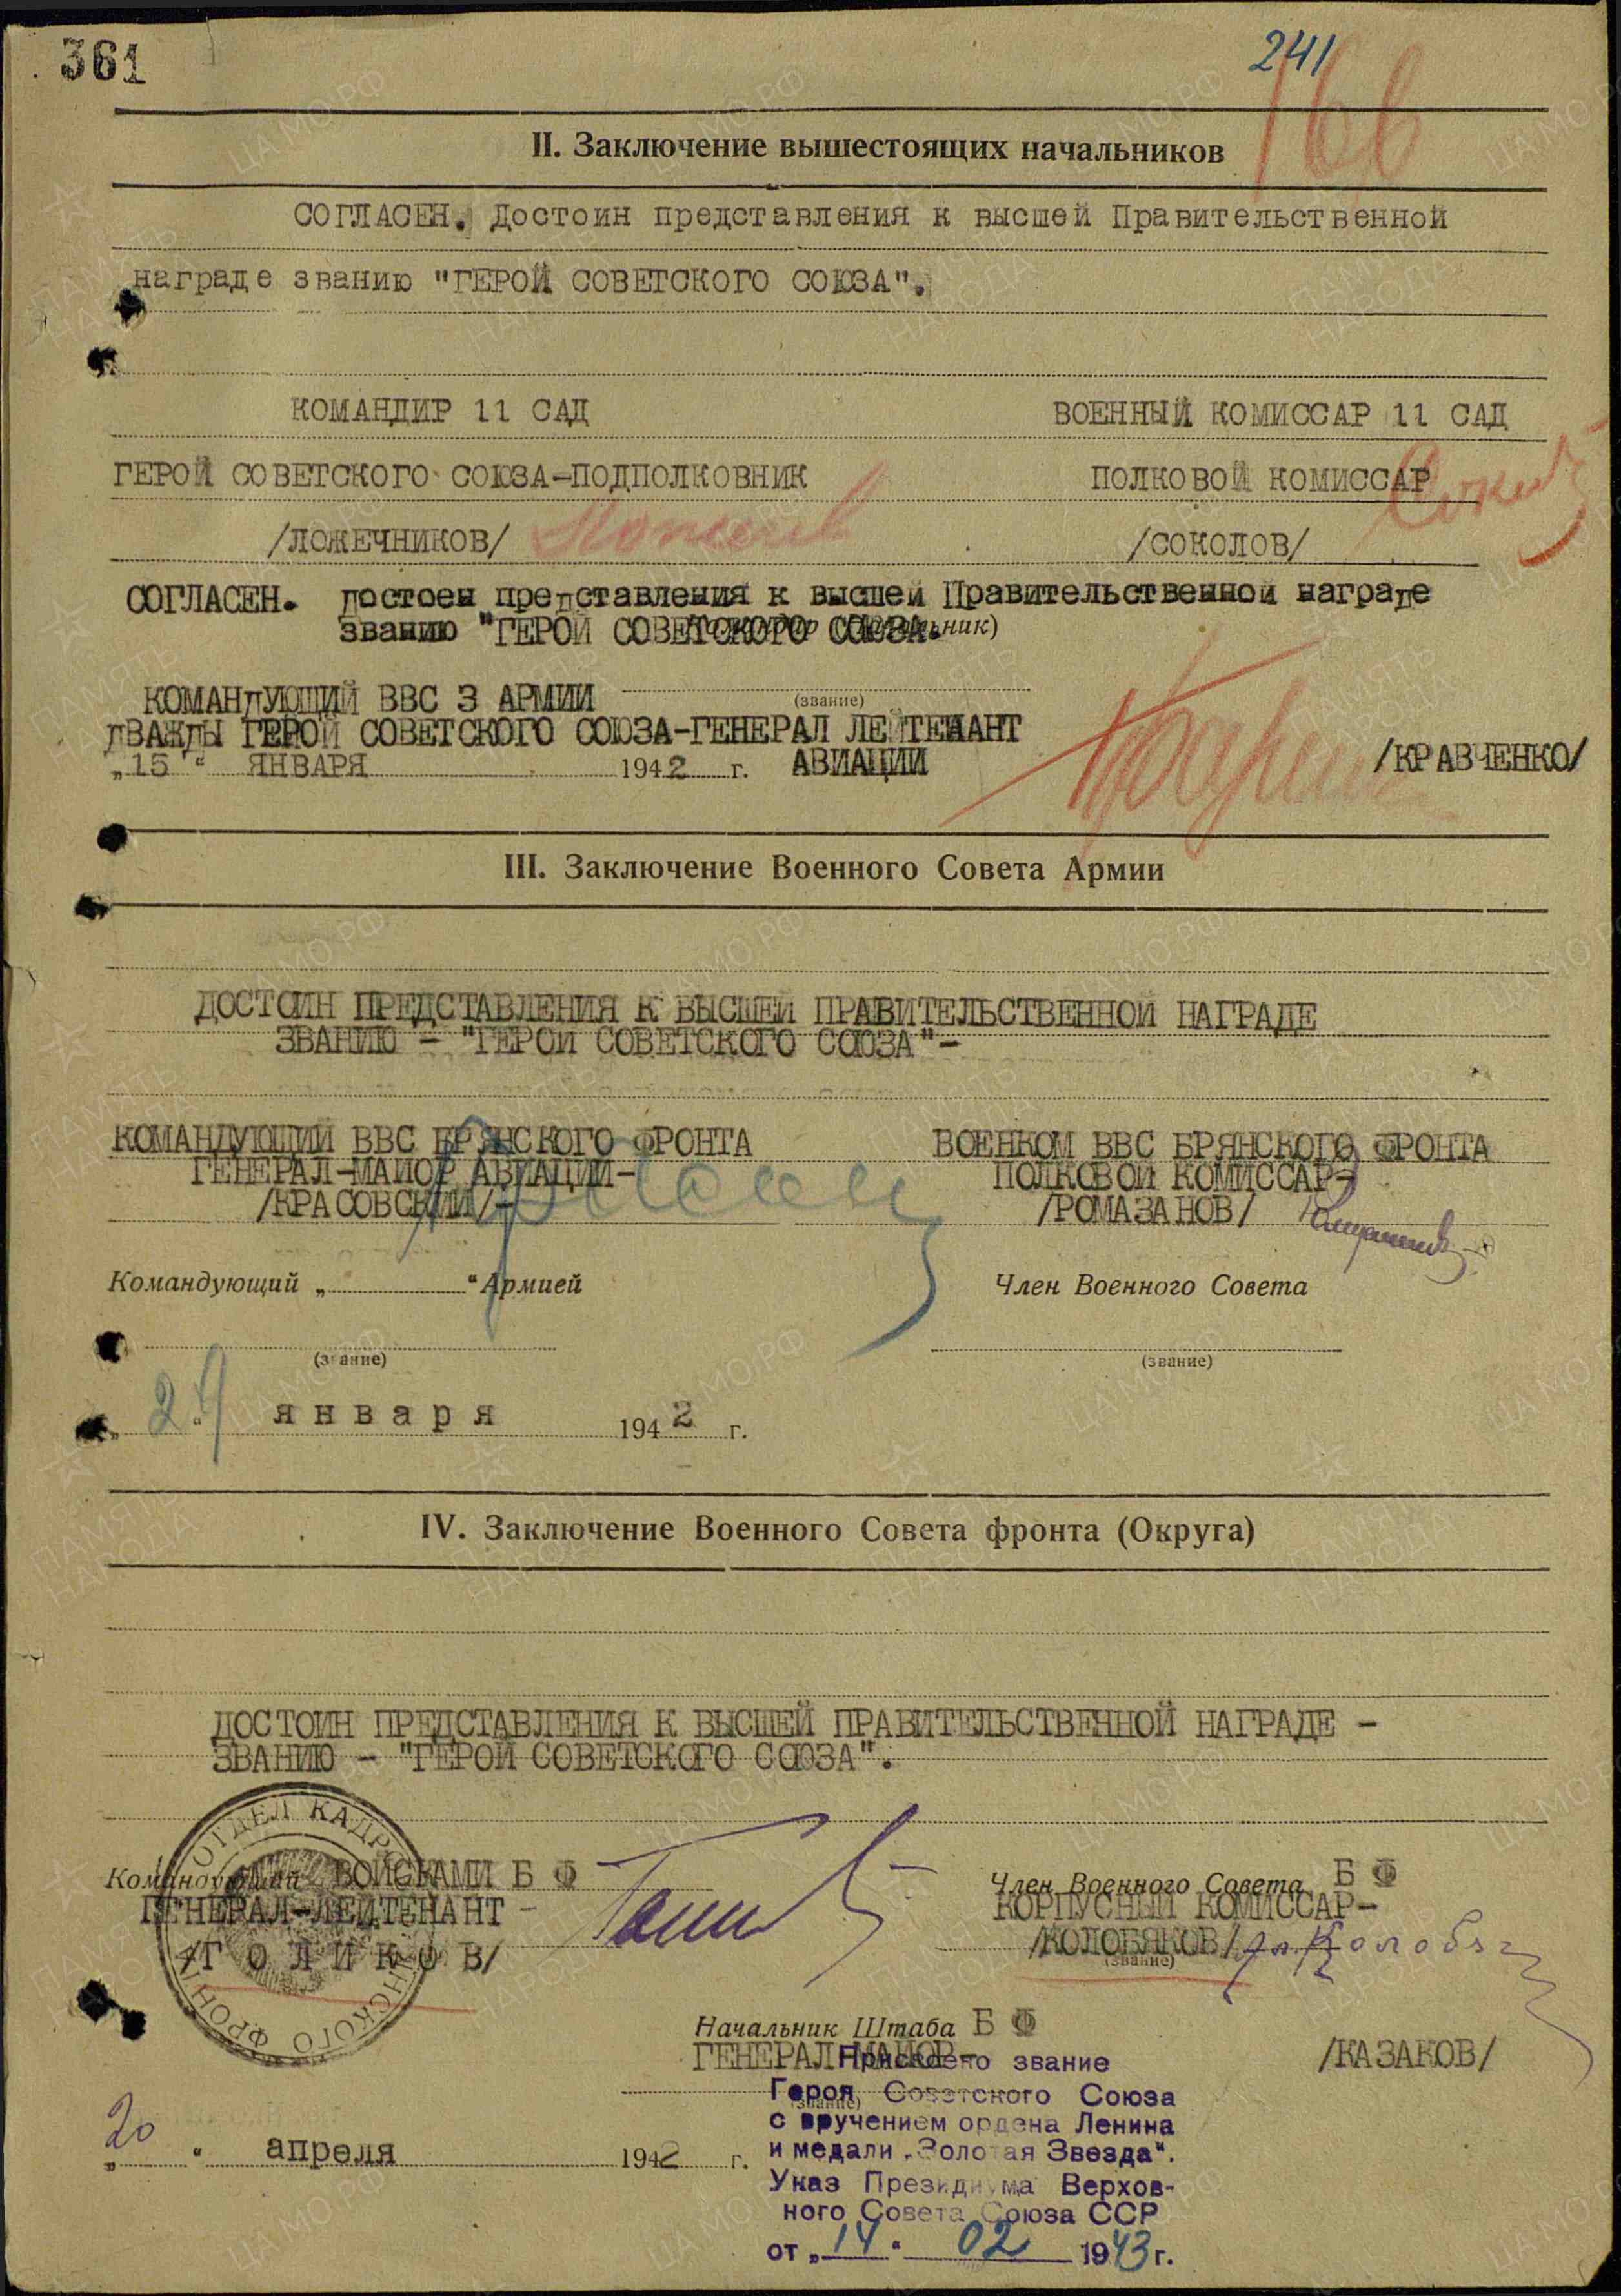 361
241
166
II. Заключение вышестоящих начальников
СОГЛАСЕН. Достоин представления к высшей Правительственной
награде званию "ГЕРОЙ СОВЕТСКОГО СОЮЗА".
КОМАНДИР 11 САД
ВОЕННЫЙ КОМИССАР 11 САД
ГЕРОЙ СОВЕТСКОГО СОЮЗА-ПОДПОЛКОВНИК
ПОЛКОВОЙ КОМИССАР
/ЛОЖЕЧНИКОВ/
/СОКОЛОВ/
СОГЛАСЕН. достоен представления к высшей Правительственной награде
званию "ГЕРОЙ СОВЕТСКОГО СОЮЗА.
КОМАНДУЮЩИЙ ВВС 3 АРМИИ
(звание)
ДВАЖДЫ ГЕРОЙ СОВЕТСКОГО СОЮЗА-ГЕНЕРАЛ ЛЕЙТЕНАНТ
„15" ЯНВАРЯ 1942 г. АВИАЦИИ
/КРАВЧЕНКО/
III. Заключение Военного Совета Армии
ДОСТОИН ПРЕДСТАВЛЕНИЯ К ВЫСШЕЙ ПРАВИТЕЛЬСТВЕННОЙ НАГРАДЕ
ЗВАНИЮ - "ГЕРОЙ СОВЕТСКОГО СОЮЗА"-
КОМАНДУЮЩИЙ ВВС БРЯНСКОГО ФРОНТА
ГЕНЕРАЛ-МАЙОР АВИАЦИИ-
/КРАСОВСКИЙ/-
ВОЕНКОМ ВВС БРЯНСКОГО ФРОНТА
ПОЛКОВОЙ КОМИССАР-
/РОМАЗАНОВ/
Командующий „ " Армией
Член Военного Совета
(звание)
(звание)
„24" января 1942 г.
IV. Заключение Военного Совета фронта (Округа)
ДОСТОИН ПРЕДСТАВЛЕНИЯ К ВЫСШЕЙ ПРАВИТЕЛЬСТВЕННОЙ НАГРАДЕ -
ЗВАНИЮ - "ГЕРОЙ СОВЕТСКОГО СОЮЗА".
ОТДЕЛ КАДРОВ
Командующий ВОЙСКАМИ Б Ф
ГЕНЕРАЛ-ЛЕЙТЕНАНТ -
/Г О Л И К О В/
Член Военного Совета Б Ф
КОРПУСНЫЙ КОМИССАР-
/КОЛОБЯКОВ/
(звание)
Начальник Штаба Б Ф
ГЕНЕРАЛ МАЙОР-
/КАЗАКОВ/
(звание)
„20" апреля 1942 г.
Присвоено звание
Героя Советского Союза
с вручением ордена Ленина
и медали „Золотая Звезда".
Указ Президиума Верхов-
ного Совета Союза ССР
от „14" 02 1943 г.